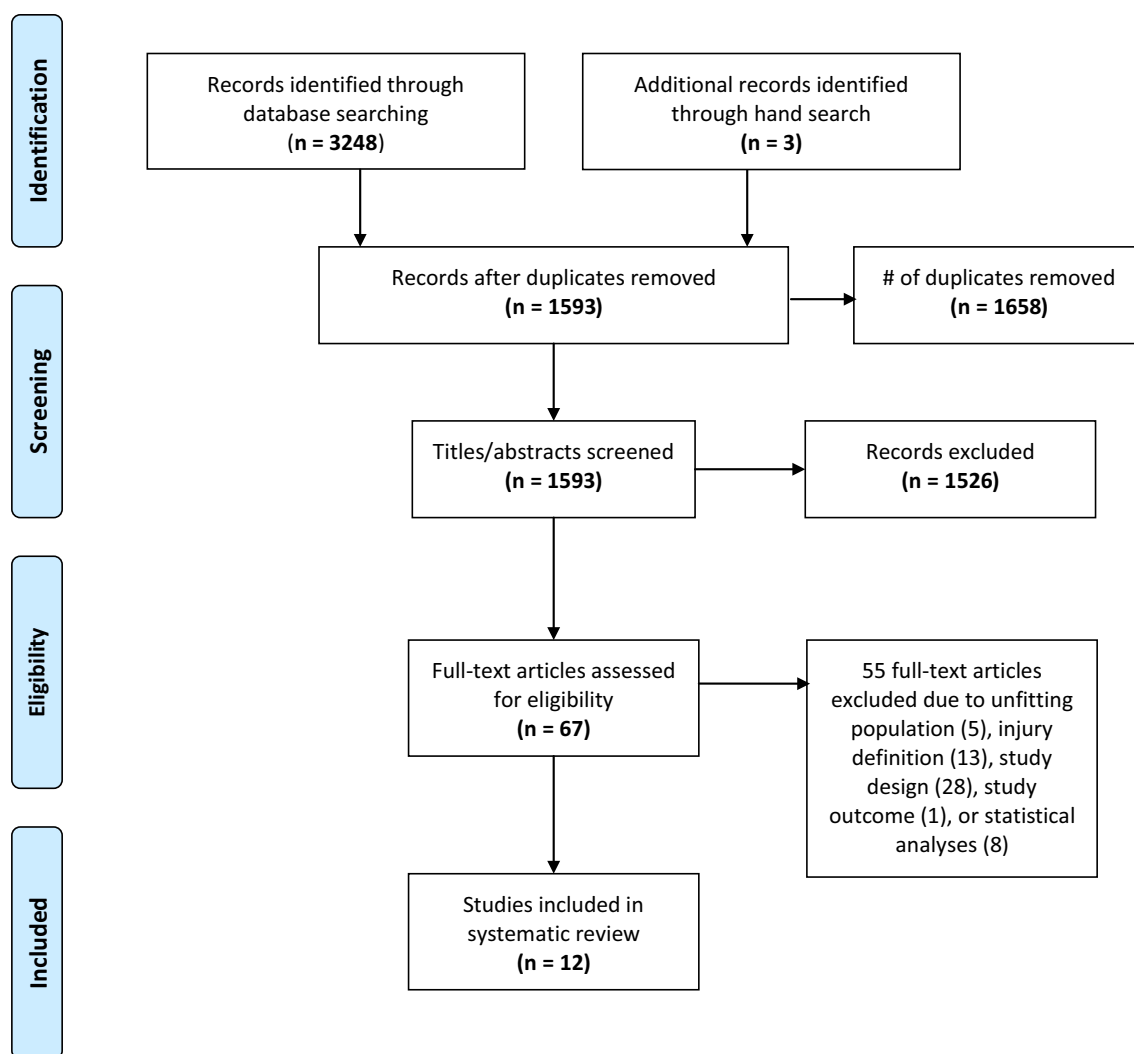 Identification
Records identified through
database searching
(n = 3248)
Additional records identified
through hand search
(n = 3)
Screening
Records after duplicates removed
(n = 1593)
# of duplicates removed
(n = 1658)
Titles/abstracts screened
(n = 1593)
Records excluded
(n = 1526)
Eligibility
Full-text articles assessed
for eligibility
(n = 67)
55 full-text articles
excluded due to unfitting
population (5), injury
definition (13), study
design (28), study
outcome (1), or statistical
analyses (8)
Included
Studies included in
systematic review
(n = 12)